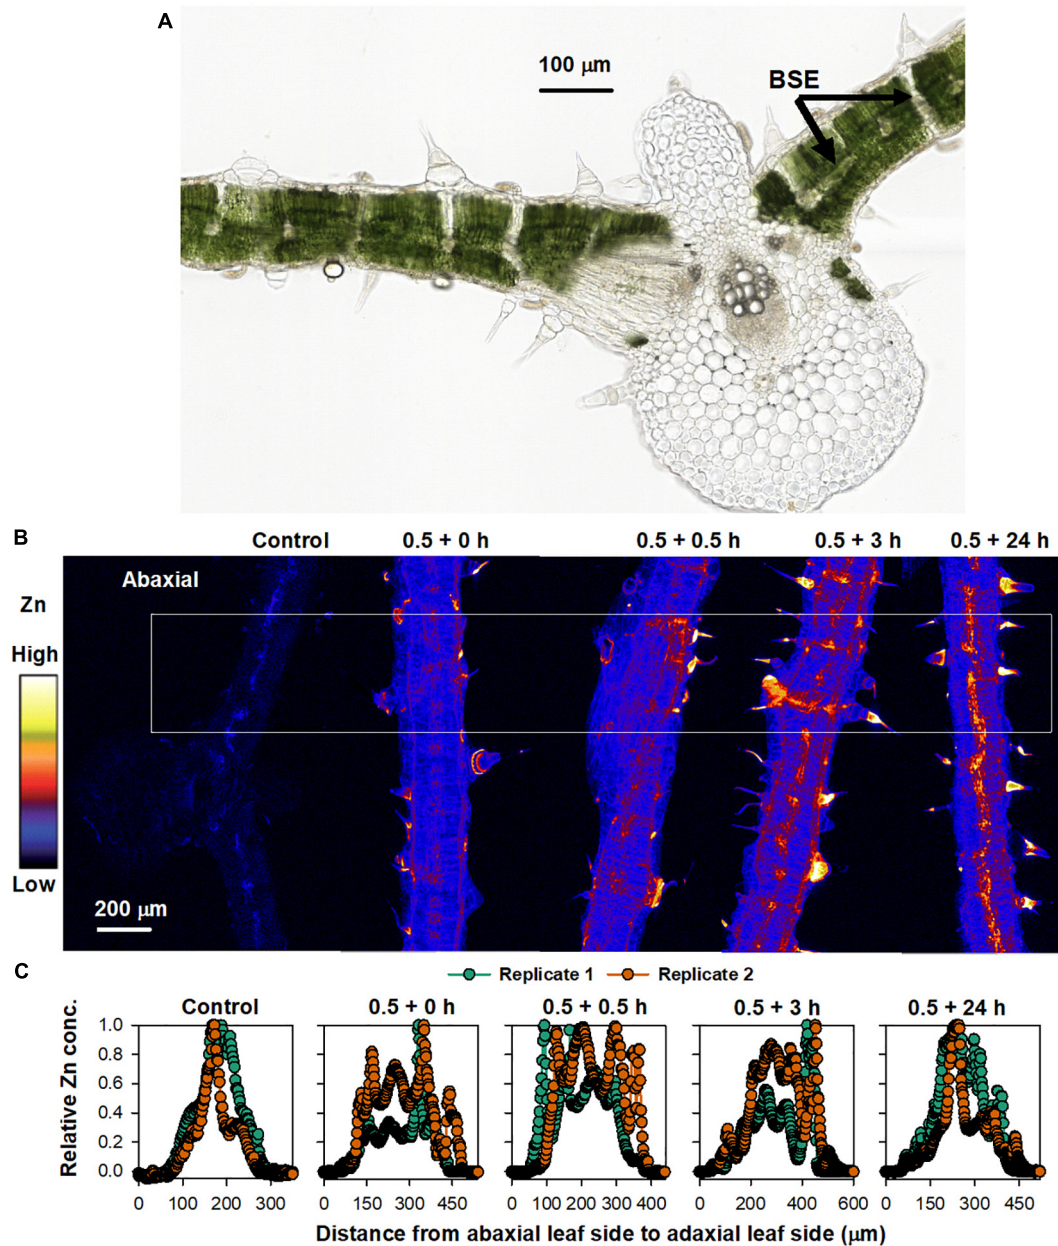 A
100 μm
BSE
B
Control 0.5 + 0 h 0.5 + 0.5 h 0.5 + 3 h 0.5 + 24 h
Abaxial
Zn
High
Low
200 μm
C
Replicate 1 Replicate 2
Control 0.5 + 0 h 0.5 + 0.5 h 0.5 + 3 h 0.5 + 24 h
Relative Zn conc.
1.0
0.8
0.6
0.4
0.2
0.0
0 100 200 300 0 150 300 450 0 100 200 300 400 0 200 400 600 0 150 300 450
Distance from abaxial leaf side to adaxial leaf side (μm)